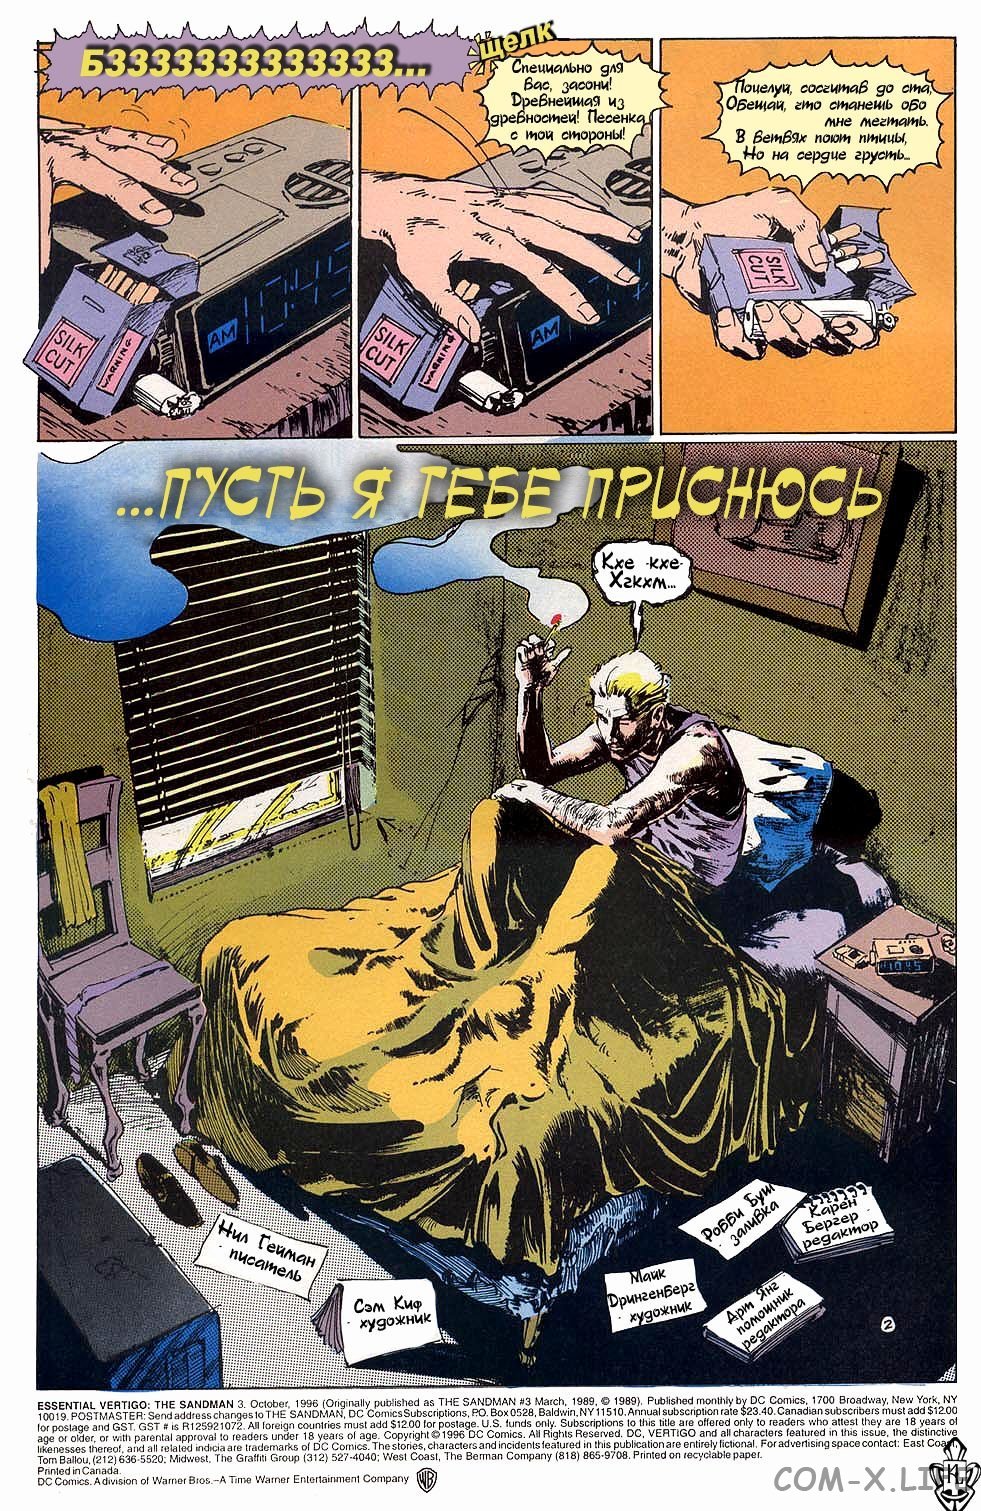 БЗЗЗЗЗЗЗЗЗЗЗЗЗЗ...
щелк
Специально для
Вас, засони!
Древнейшая из
древностей! Песенка
с той стороны!
Поцелуй, сосчитав до ста,
Обещай, что станешь обо
мне мечтать.
В ветвях поют птицы,
Но на сердце грусть...
SILK
CUT
WARNING
AM 10:45
SILK
CUT
WARNING
AM
SILK
CUT
...ПУСТЬ Я ТЕБЕ ПРИСНЮСЬ
Кхе -кхе-
Хгкхм...
10:45
Нил Гейман
писатель
Сэм Киф
художник
Майк
Дрингенберг
художник
Робби Буш
заливка
Карен
Бергер
редактор
Арт Янг
помошник
редактора
2
ESSENTIAL VERTIGO: THE SANDMAN 3. October, 1996 (Originally published as THE SANDMAN #3 March, 1989, © 1989). Published monthly by DC Comics, 1700 Broadway, New York, NY
10019. POSTMASTER: Send address changes to THE SANDMAN, DC Comics Subscriptions, P.O. Box 0528, Baldwin, NY 11510. Annual subscription rate $23.40. Canadian subscribers must add $12.00
for postage and GST. GST # is R125921072. All foreign countries must add $12.00 for postage. U.S. funds only. Subscriptions to this title are offered only to readers who attest they are 18 years of
age or older, or with parental approval to readers under 18 years of age. Copyright © 1996 DC Comics. All Rights Reserved. DC, VERTIGO and all characters featured in this issue, the distinctive
likenesses thereof, and all related indicia are trademarks of DC Comics. The stories, characters and incidents featured in this publication are entirely fictional. For advertising space contact: East Coast,
Tom Ballou, (212) 636-5520; Midwest, The Graffiti Group (312) 527-4040; West Coast, The Berman Company (818) 865-9708. Printed on recyclable paper.
Printed in Canada.
DC Comics. A division of Warner Bros.–A Time Warner Entertainment Company
COM-X.LIFE